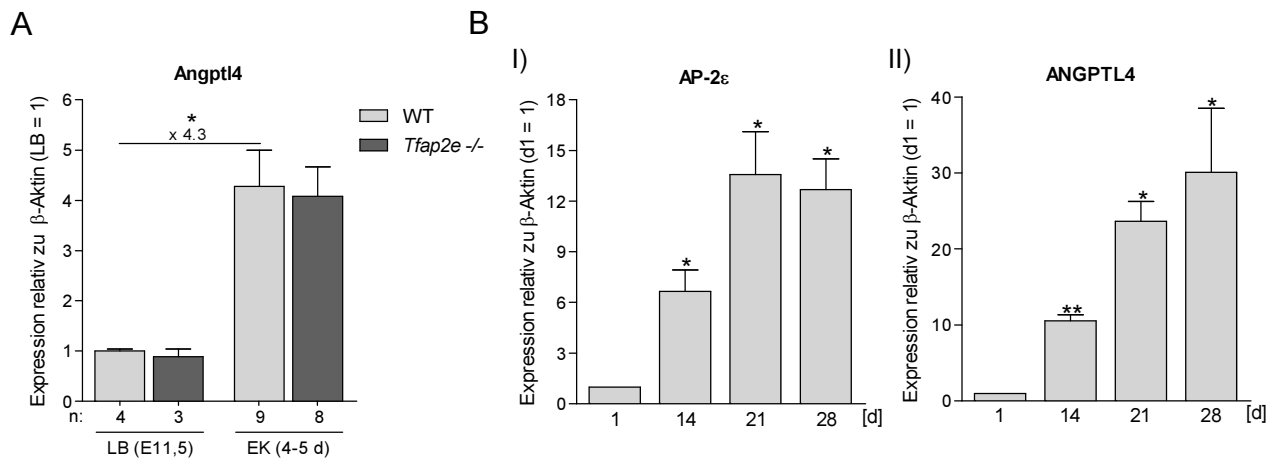 A
Angptl4
Expression relativ zu β-Aktin (LB = 1)
6
5
4
3
2
1
0
*
x 4.3
WT
Tfap2e -/-
n: 4 3 9 8
LB (E11,5) EK (4-5 d)
B
I)
AP-2ε
Expression relativ zu β-Aktin (d1 = 1)
18
15
12
9
6
3
0
*
*
*
1 14 21 28 [d]
II)
ANGPTL4
Expression relativ zu β-Aktin (d1 = 1)
40
30
20
10
0
**
*
*
1 14 21 28 [d]